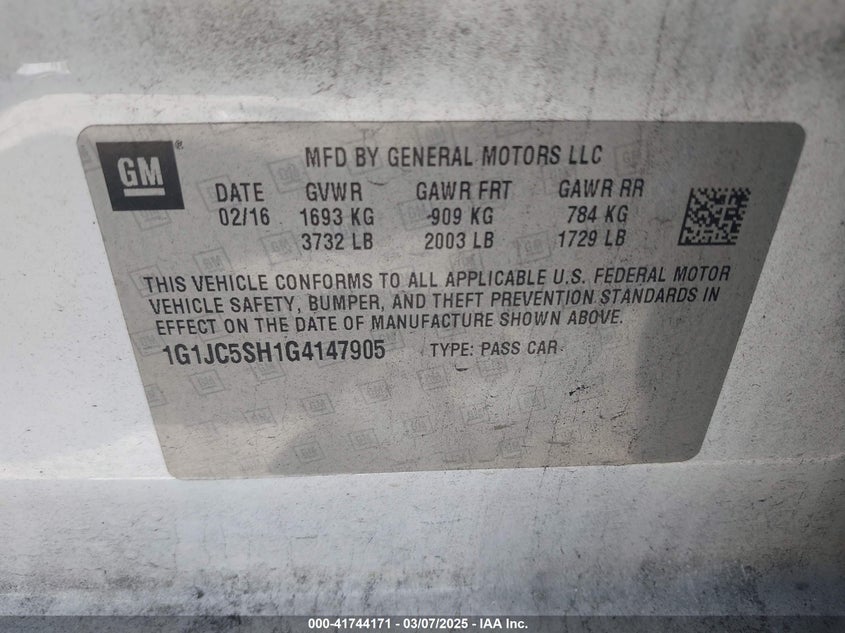 GM ®
MFD BY GENERAL MOTORS LLC
DATE GVWR GAWR FRT GAWR RR
02/16 1693 KG 909 KG 784 KG
3732 LB 2003 LB 1729 LB
THIS VEHICLE CONFORMS TO ALL APPLICABLE U.S. FEDERAL MOTOR
VEHICLE SAFETY, BUMPER, AND THEFT PREVENTION STANDARDS IN
EFFECT ON THE DATE OF MANUFACTURE SHOWN ABOVE.
1G1JC5SH1G4147905 TYPE: PASS CAR
000-41744171 - 03/07/2025 - IAA Inc.